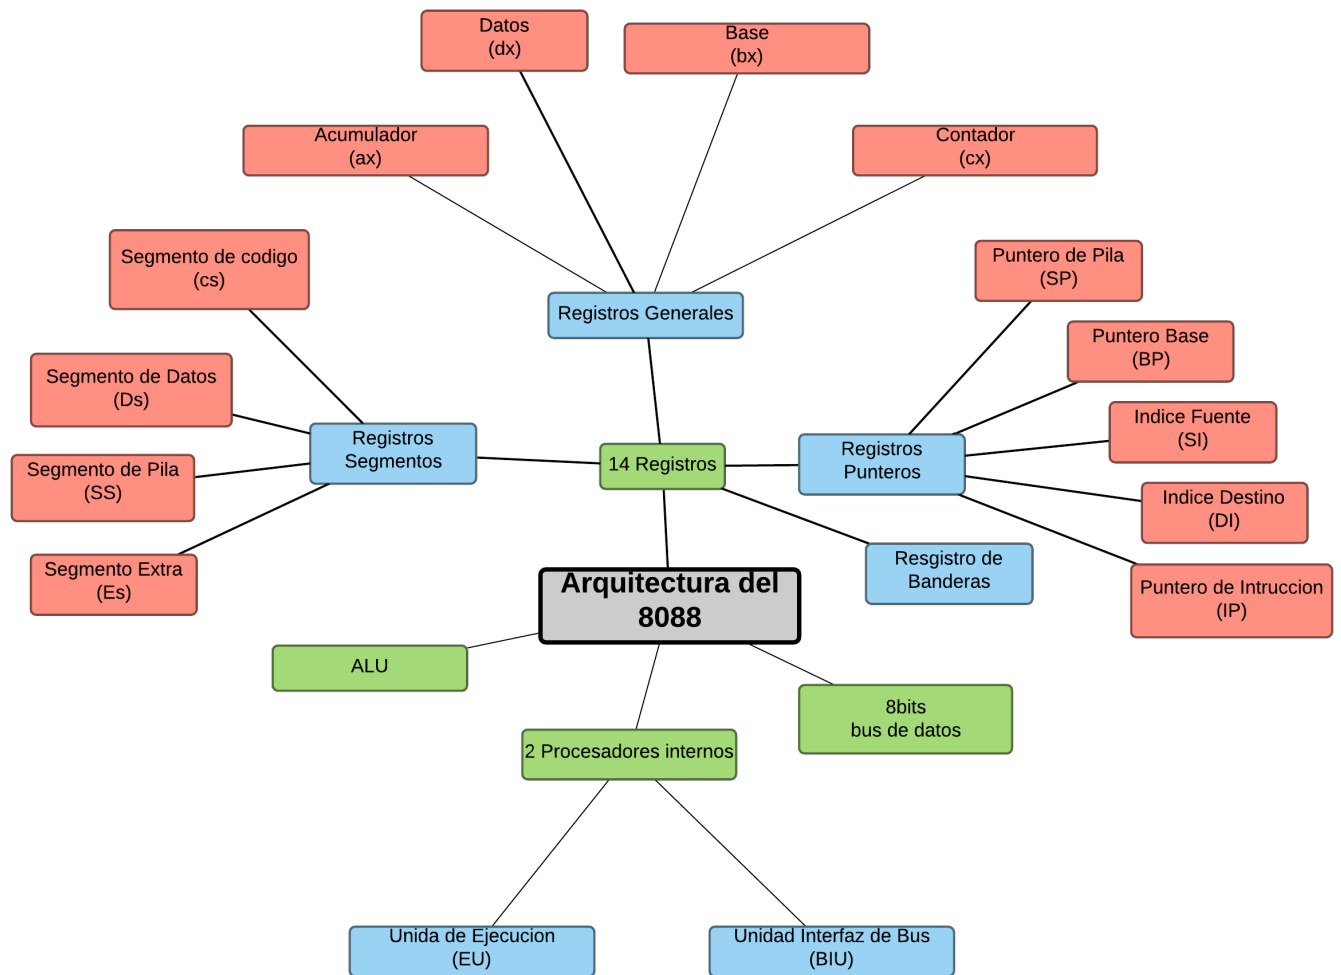 Datos
(dx)
Base
(bx)
Acumulador
(ax)
Contador
(cx)
Segmento de codigo
(cs)
Puntero de Pila
(SP)
Registros Generales
Puntero Base
(BP)
Segmento de Datos
(Ds)
Indice Fuente
(SI)
Registros
Segmentos
14 Registros
Registros
Punteros
Segmento de Pila
(SS)
Indice Destino
(DI)
Resgistro de
Banderas
Segmento Extra
(Es)
Puntero de Intruccion
(IP)
Arquitectura del
8088
ALU
8bits
bus de datos
2 Procesadores internos
Unida de Ejecucion
(EU)
Unidad Interfaz de Bus
(BIU)